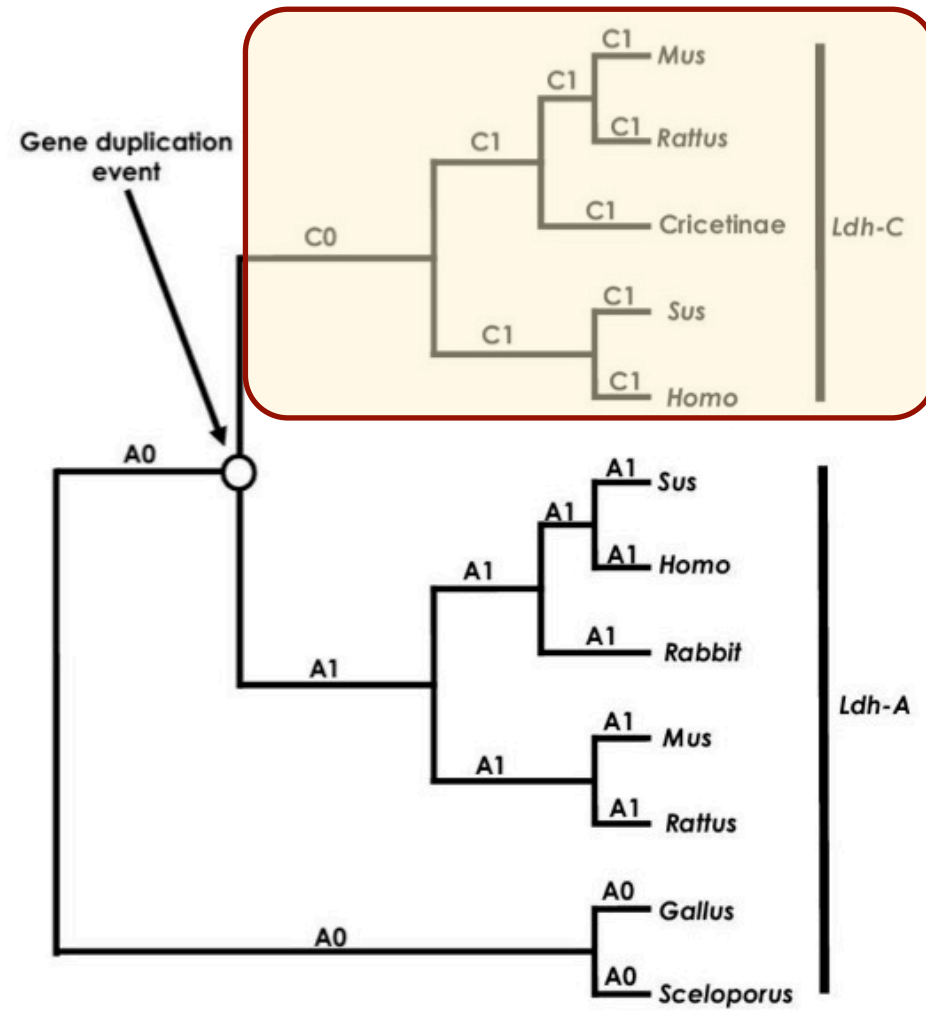 C1
Mus
C1
C1
Rattus
C1
Gene duplication
event
C1
Cricetinae
Ldh-C
C0
C1
Sus
C1
C1
Homo
A0
A1
Sus
A1
A1
Homo
A1
A1
Rabbit
A1
Ldh-A
A1
Mus
A1
A1
Rattus
A0
Gallus
A0
A0
Sceloporus